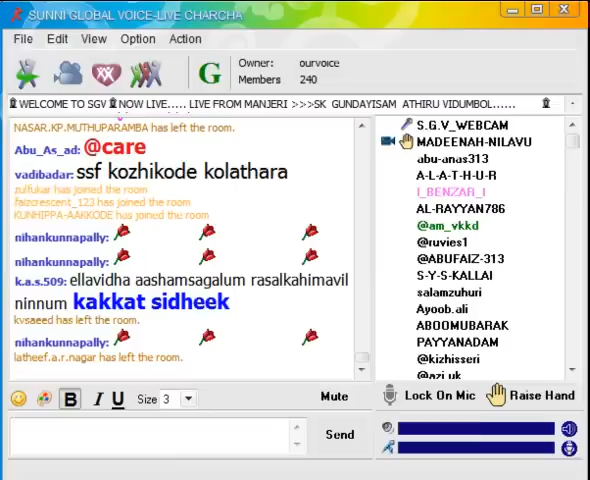 SUNNI GLOBAL VOICE-LIVE CHARCHA
File Edit View Option Action
G
Owner: ourvoice
Members 240
WELCOME TO SGV NOW LIVE..... LIVE FROM MANJERI >>>SK GUNDAYISAM ATHIRU VIDUMBOL......
NASAR.KP.MUTHUPARAMBA has left the room.
Abu_As_ad: @care
vadibadar: ssf kozhikode kolathara
zulfukar has joined the room
faizcrescent_123 has joined the room
KUNHIPPA-AAKKODE has joined the room
nihankunnapally:
nihankunnapally:
k.a.s.509: ellavidha aashamsagalum rasalkahimavil
ninnum kakkat sidheek
kvsaeed has left the room.
nihankunnapally:
latheef.a.r.nagar has left the room.
S.G.V_WEBCAM
MADEENAH-NILAVU
abu-anas313
A-L-A-T-H-U-R
I_BENZAR_I
AL-RAYYAN786
@am_vkkd
@ruvies1
@ABUFAIZ-313
S-Y-S-KALLAI
salamzuhuri
Ayoob.ali
ABOOMUBARAK
PAYYANADAM
@kizhisseri
@azi.uk
B I U Size 3 Mute
Lock On Mic Raise Hand
Send